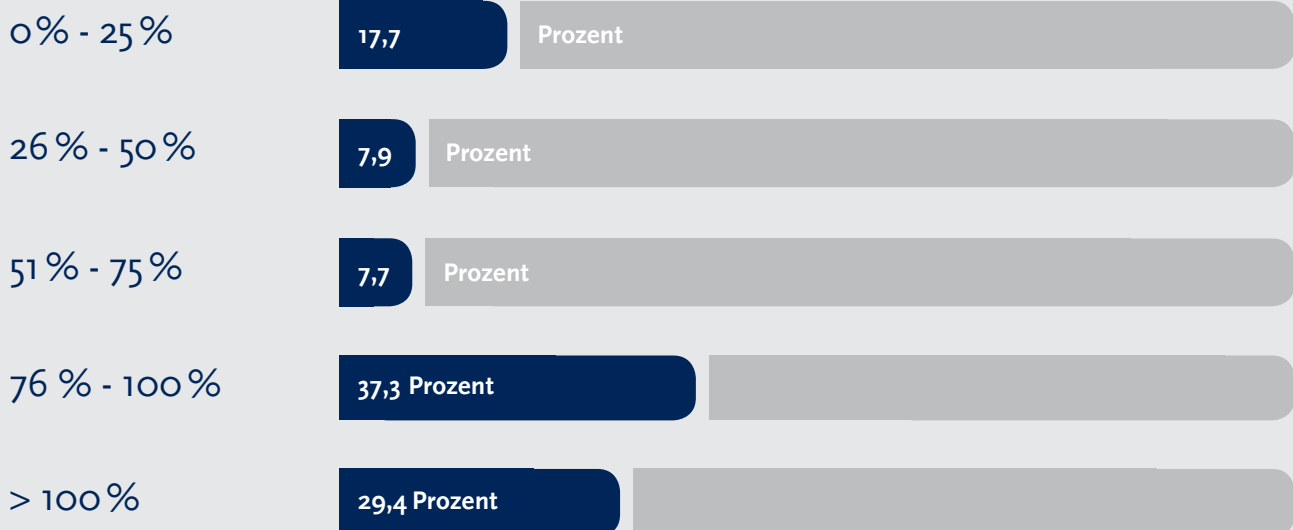 0 % - 25 % 17,7 Prozent
26 % - 50 % 7,9 Prozent
51 % - 75 % 7,7 Prozent
76 % - 100 % 37,3 Prozent
> 100 % 29,4 Prozent